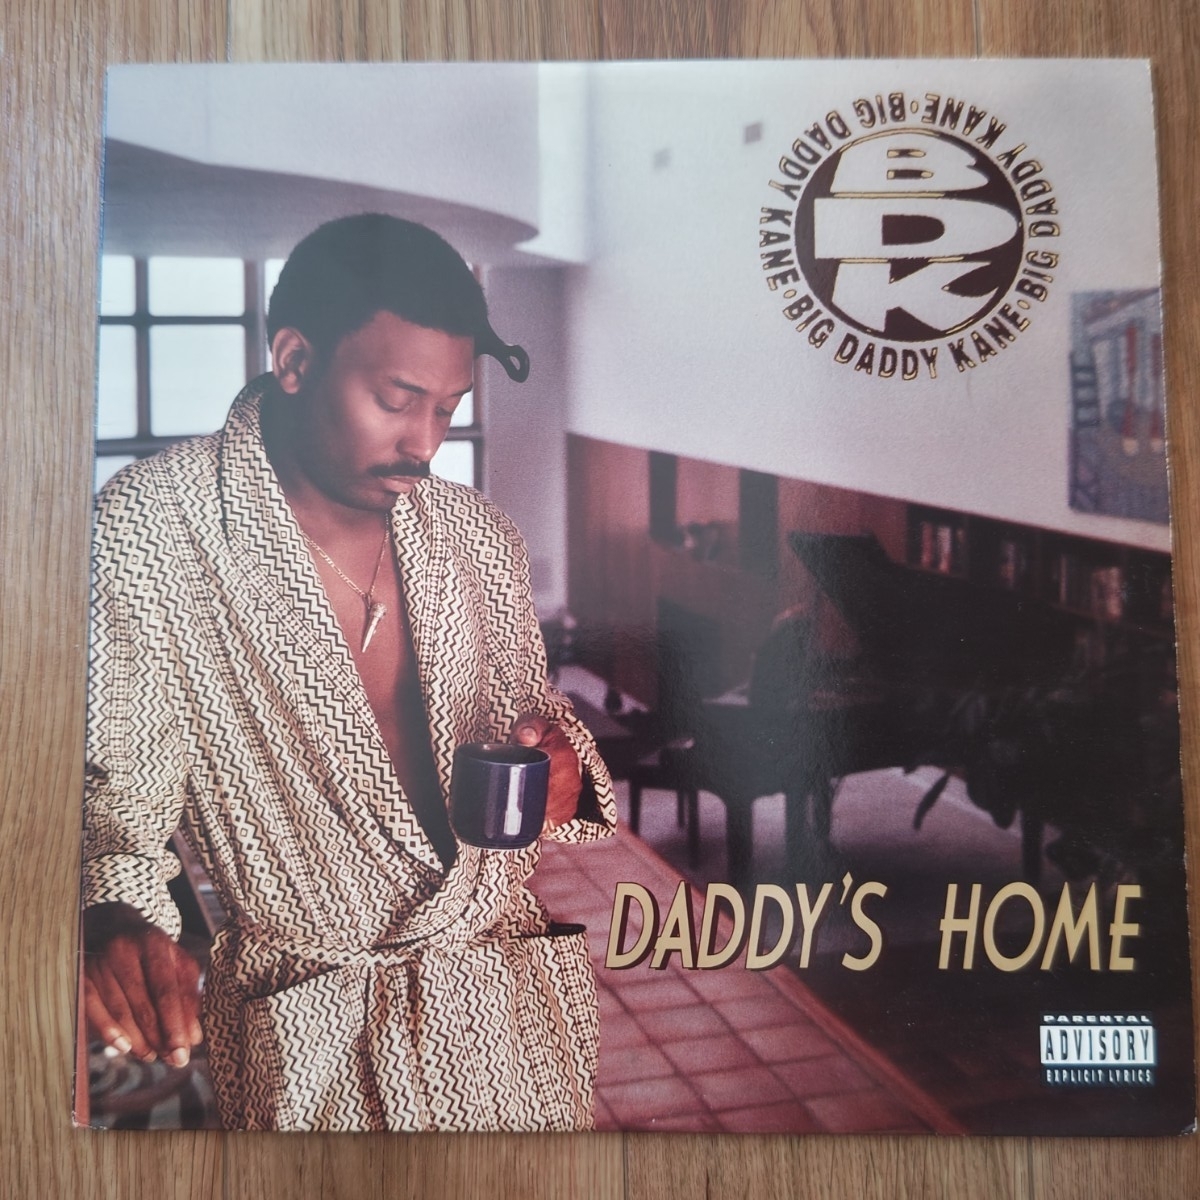 BIG DADDY KANE · BIG DADDY KANE · BIG DADDY KANE · BIG DADDY KANE ·
BDK
DADDY'S HOME
PARENTAL
ADVISORY
EXPLICIT LYRICS